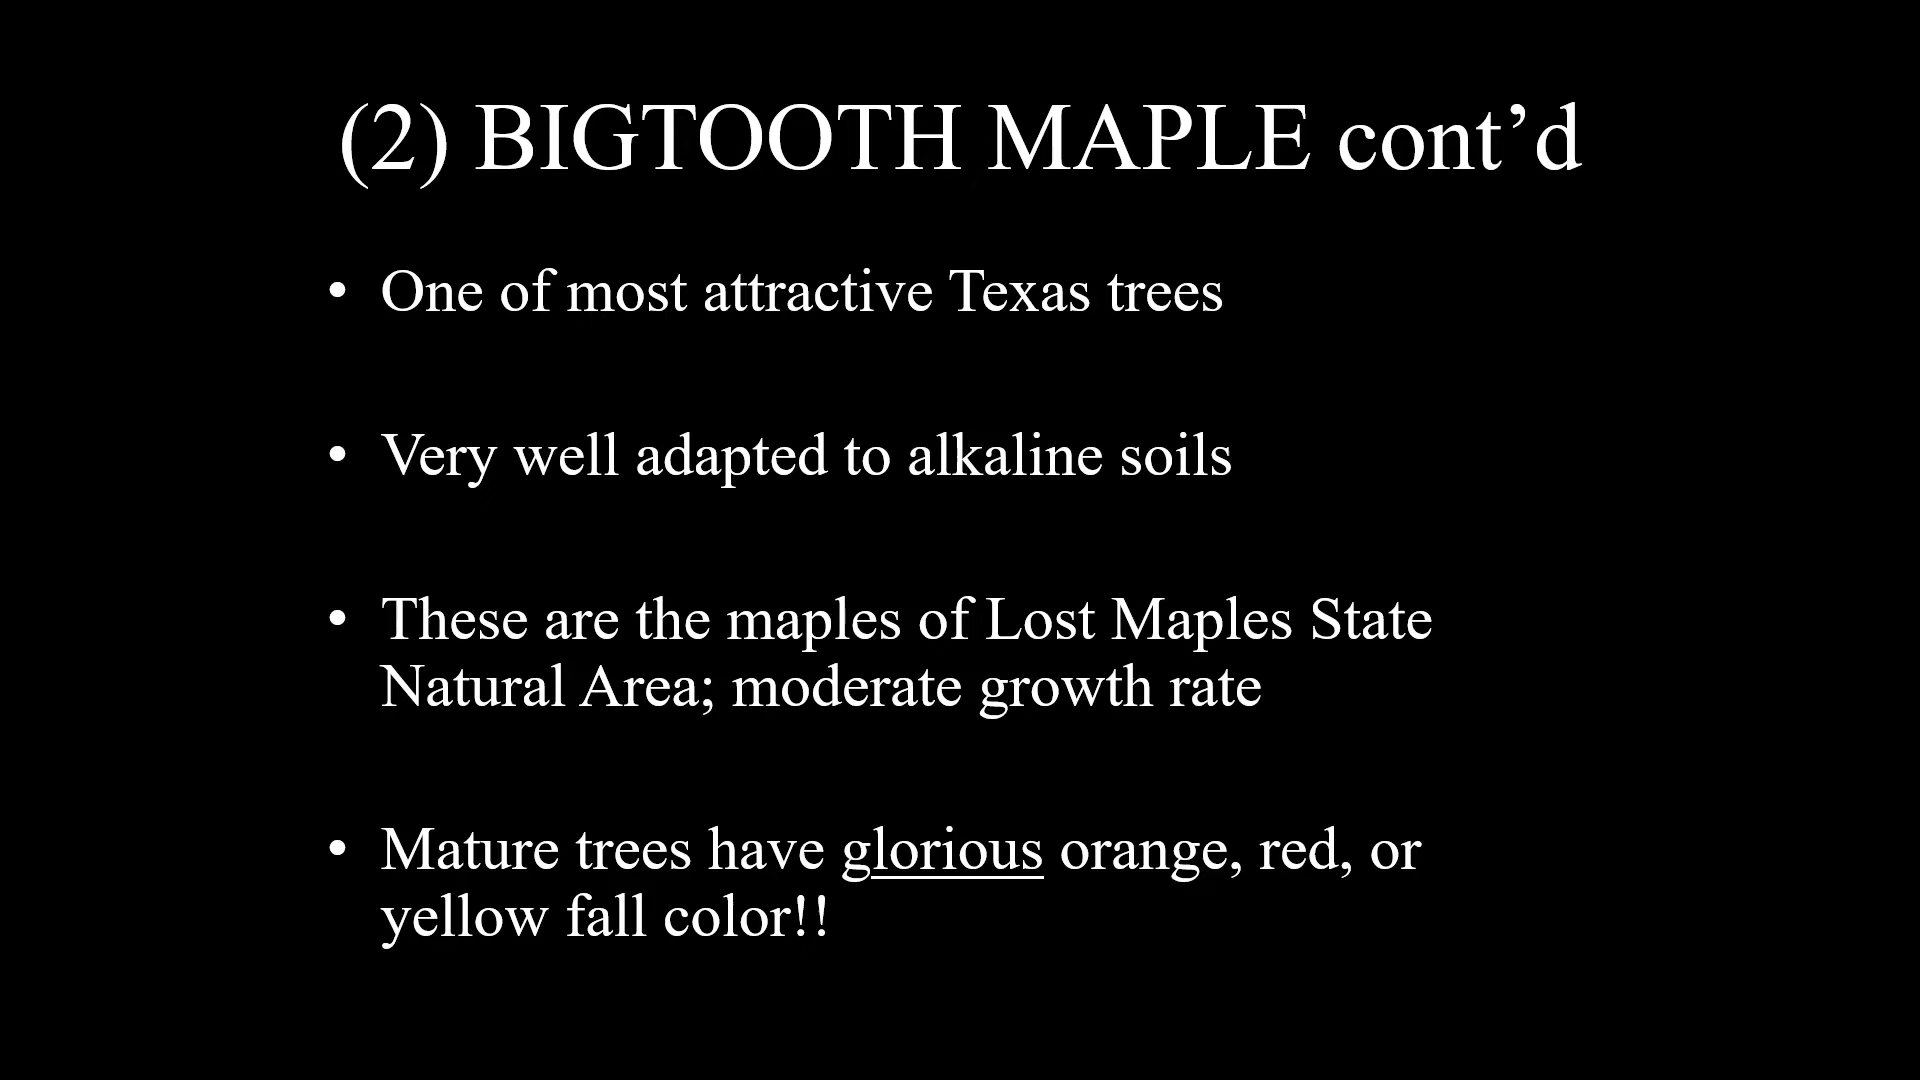 (2) BIGTOOTH MAPLE cont’d
• One of most attractive Texas trees
• Very well adapted to alkaline soils
• These are the maples of Lost Maples State
Natural Area; moderate growth rate
• Mature trees have glorious orange, red, or
yellow fall color!!